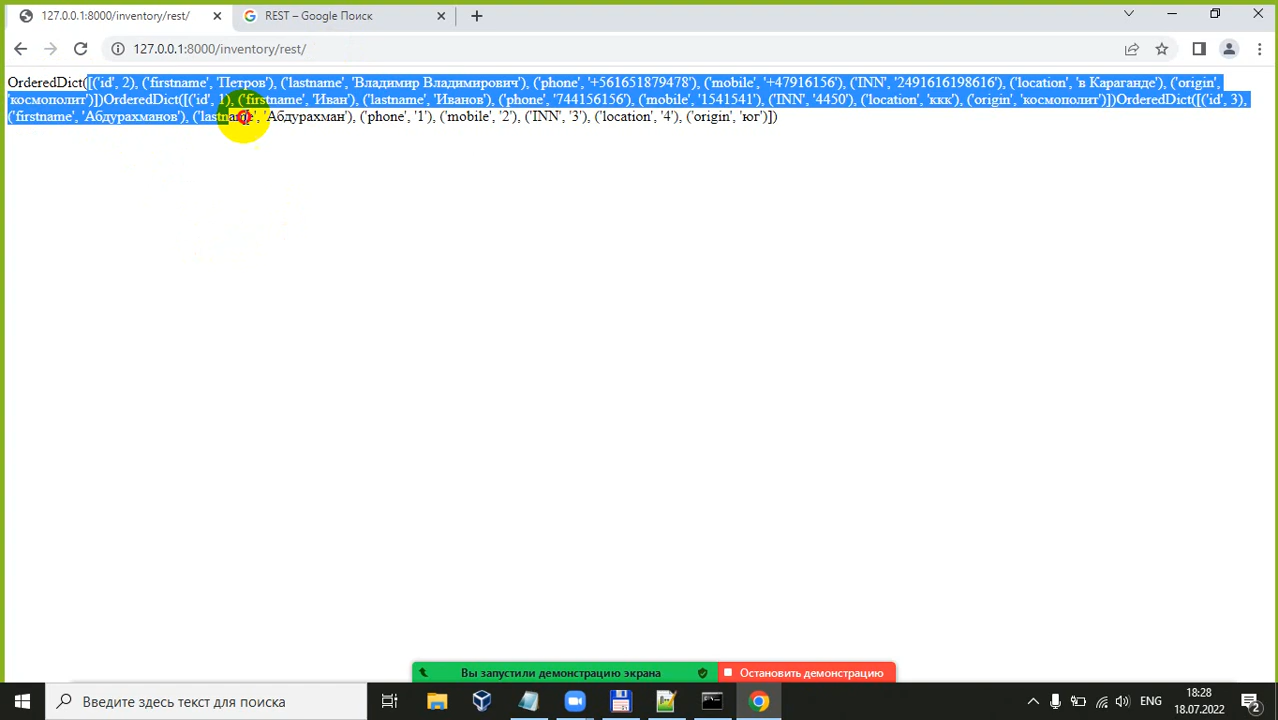 127.0.0.1:8000/inventory/rest/
REST – Google Поиск
127.0.0.1:8000/inventory/rest/
OrderedDict([('id', 2), ('firstname', 'Петров'), ('lastname', 'Владимир Владимирович'), ('phone', '+561651879478'), ('mobile', '+47916156'), ('INN', '2491616198616'), ('location', 'в Караганде'), ('origin',
'космополит')])OrderedDict([('id', 1), ('firstname', 'Иван'), ('lastname', 'Иванов'), ('phone', '744156156'), ('mobile', '1541541'), ('INN', '4450'), ('location', 'ккк'), ('origin', 'космополит')])OrderedDict([('id', 3),
('firstname', 'Абдурахманов'), ('lastname', 'Абдурахман'), ('phone', '1'), ('mobile', '2'), ('INN', '3'), ('location', '4'), ('origin', 'юг')])
Вы запустили демонстрацию экрана
Остановить демонстрацию
Введите здесь текст для поиска
ENG
18:28
18.07.2022
2